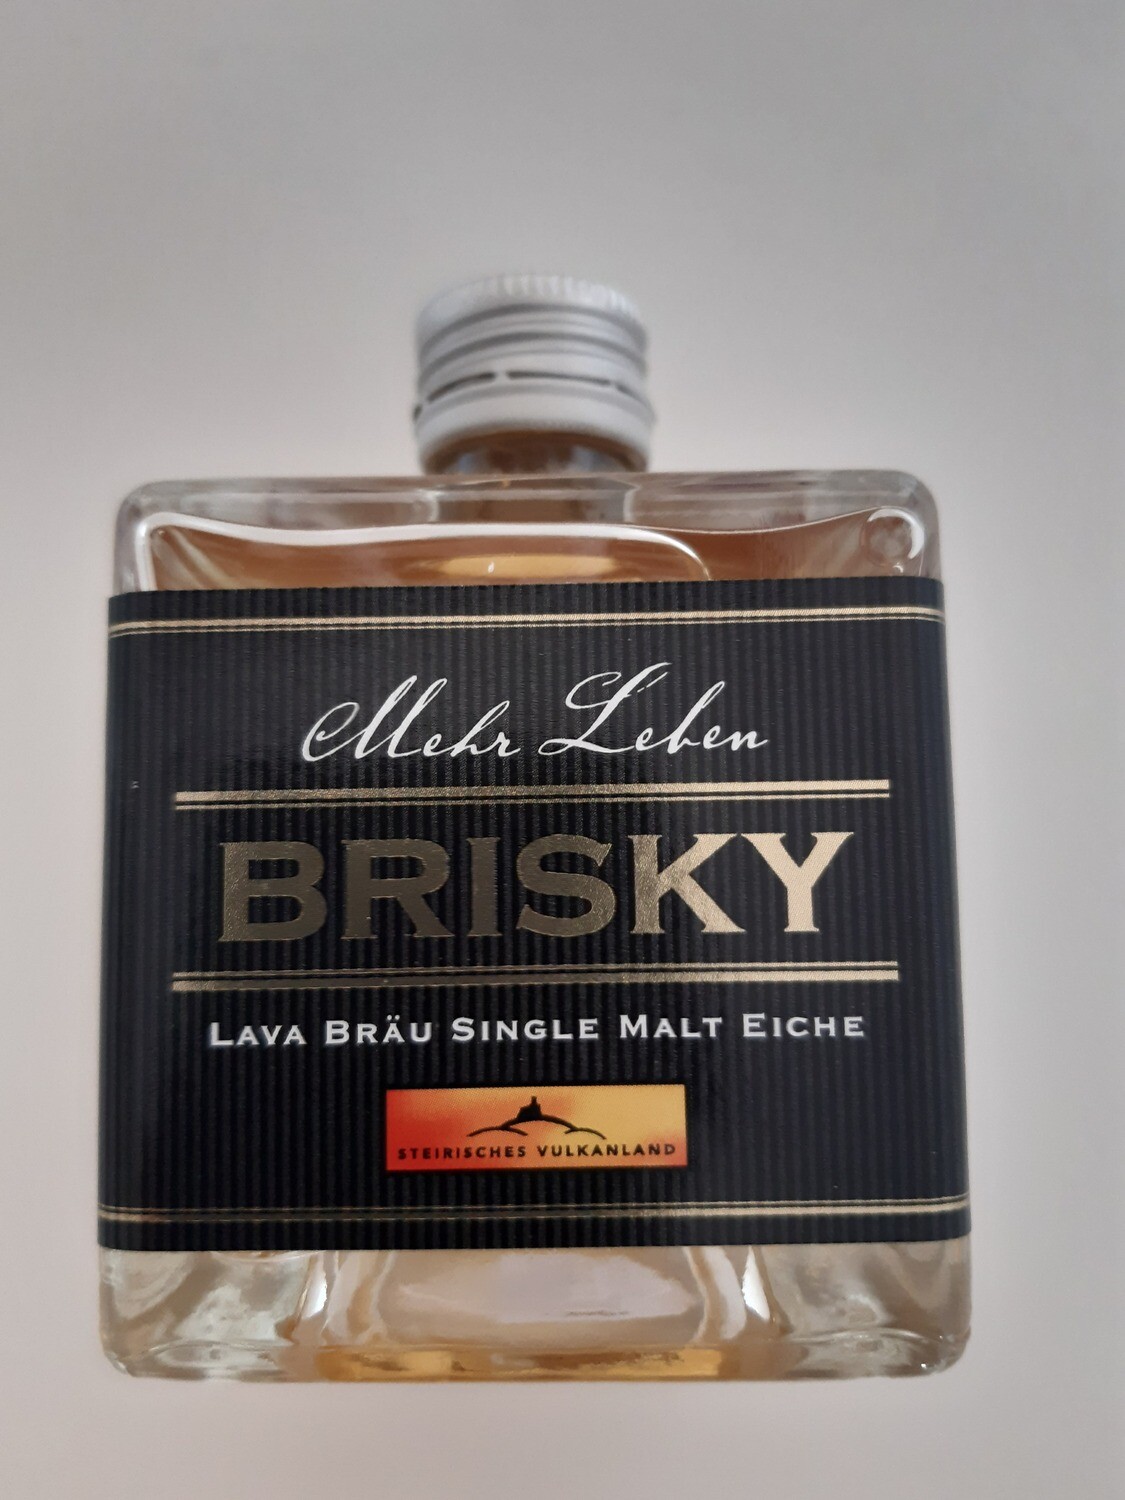 Mehr Leben
BRISKY
LAVA BRÄU SINGLE MALT EICHE
STEIRISCHES VULKANLAND